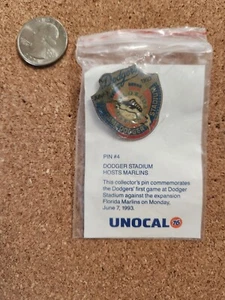 PIN #4
DODGER STADIUM
HOSTS MARLINS
This collector's pin commemorates
the Dodgers' first game at Dodger
Stadium against the expansion
Florida Marlins on Monday,
June 7, 1993.
UNOCAL 76